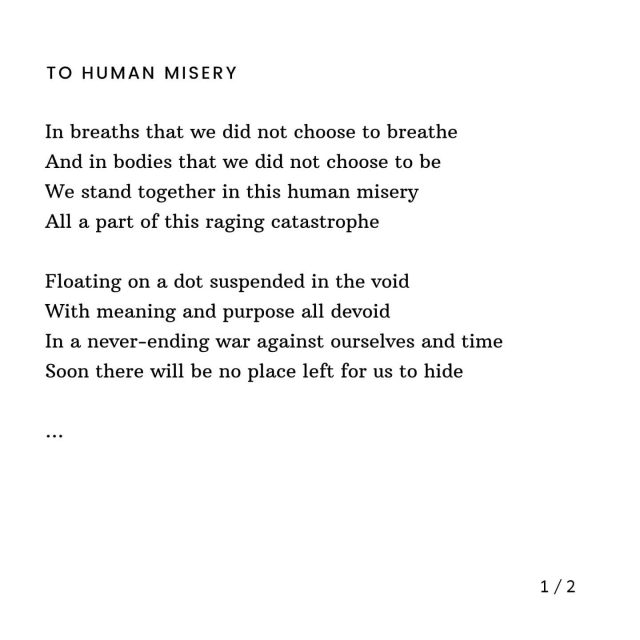 TO HUMAN MISERY
In breaths that we did not choose to breathe
And in bodies that we did not choose to be
We stand together in this human misery
All a part of this raging catastrophe
Floating on a dot suspended in the void
With meaning and purpose all devoid
In a never-ending war against ourselves and time
Soon there will be no place left for us to hide
...
1 / 2